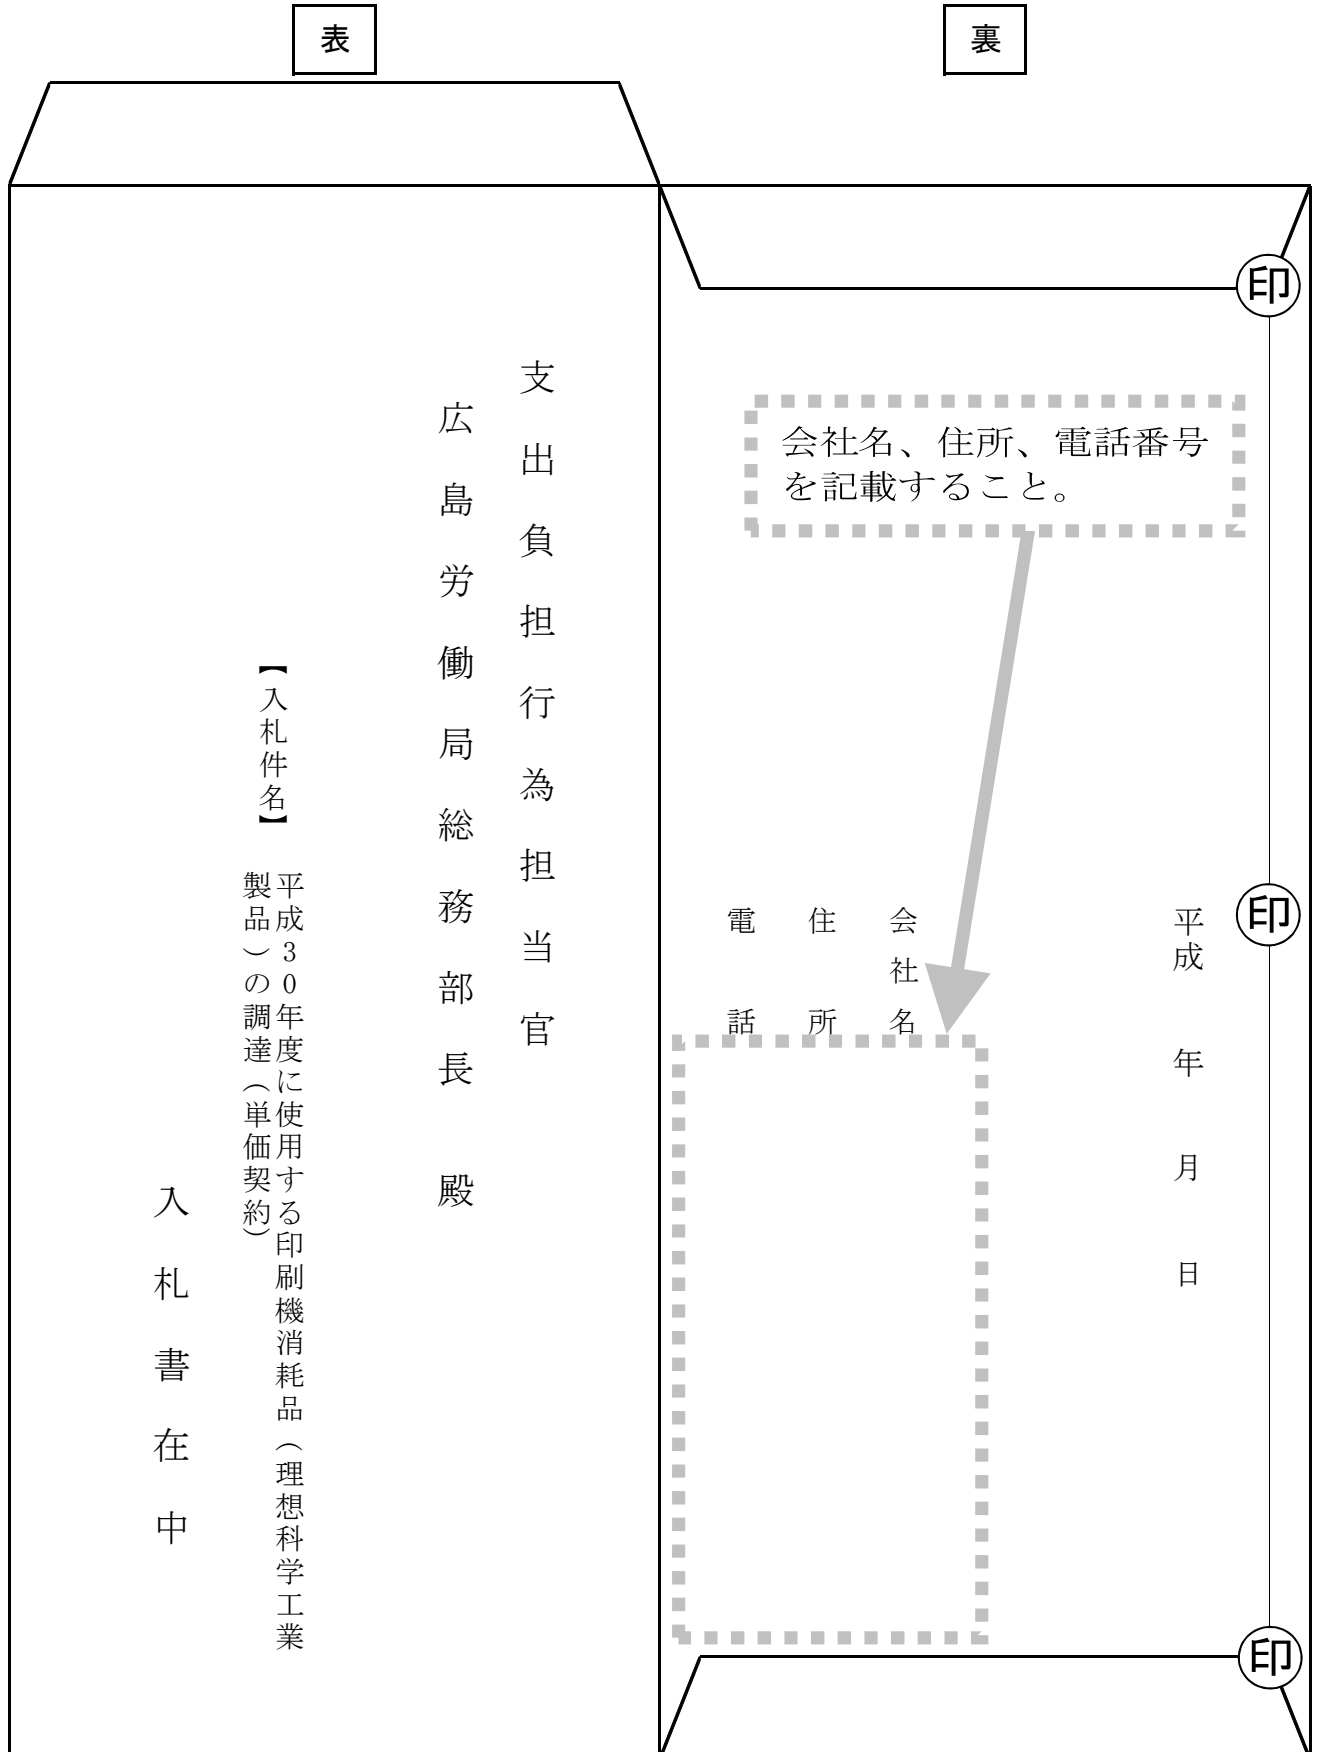 表
支出負担行為担当官
広島労働局総務部長　殿
【入札件名】
平成３０年度に使用する印刷機消耗品（理想科学工業
製品）の調達（単価契約）
入札書在中
裏
印
会社名、住所、電話番号
を記載すること。
印
平成　年　月　日
会社名
住所
電話
印